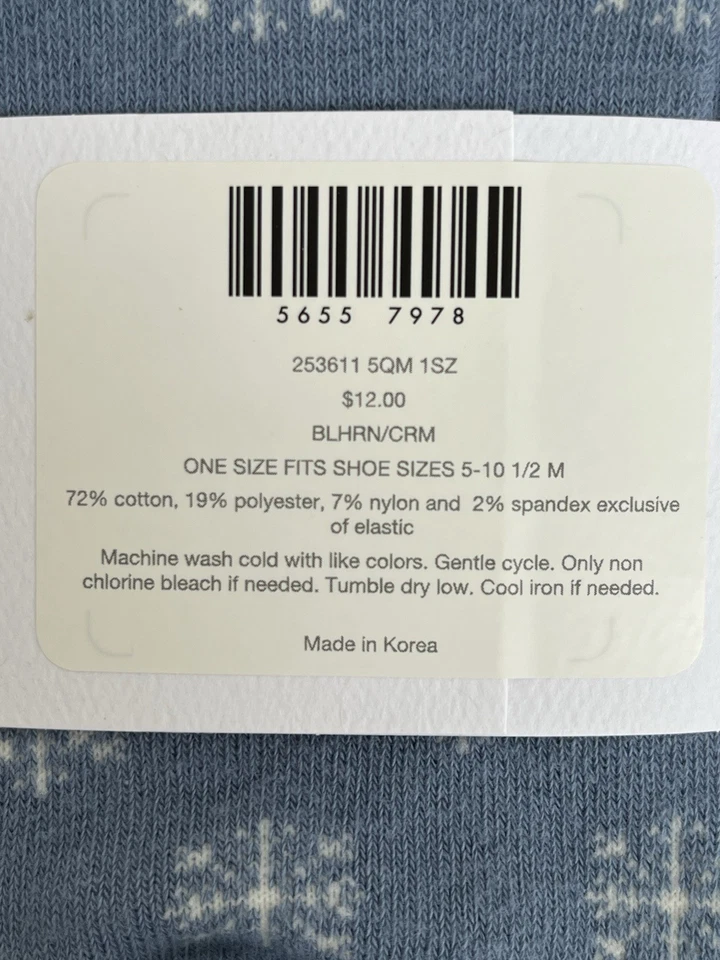 5655 7978
253611 5QM 1SZ
$12.00
BLHRN/CRM
ONE SIZE FITS SHOE SIZES 5-10 1/2 M
72% cotton, 19% polyester, 7% nylon and 2% spandex exclusive
of elastic
Machine wash cold with like colors. Gentle cycle. Only non
chlorine bleach if needed. Tumble dry low. Cool iron if needed.
Made in Korea